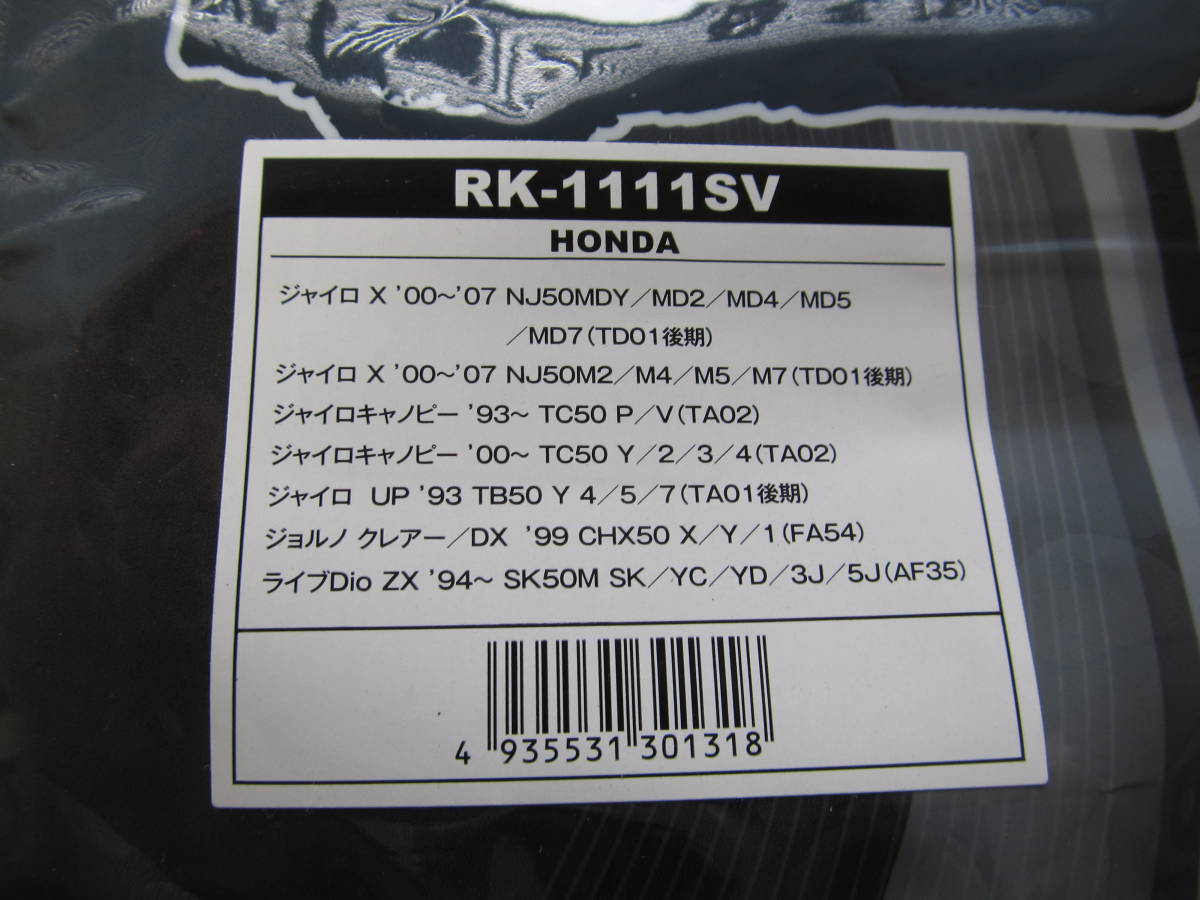 RK-1111SV
HONDA
ジャイロ X ’00～’07 NJ50MDY／MD2／MD4／MD5
／MD7(TD01後期)
ジャイロ X ’00～’07 NJ50M2／M4／M5／M7(TD01後期)
ジャイロキャノピー ’93～ TC50 P／V(TA02)
ジャイロキャノピー ’00～ TC50 Y／2／3／4(TA02)
ジャイロ UP ’93 TB50 Y 4／5／7(TA01後期)
ジョルノ クレアー／DX ’99 CHX50 X／Y／1(FA54)
ライブDio ZX ’94～ SK50M SK／YC／YD／3J／5J(AF35)
4 935531 301318